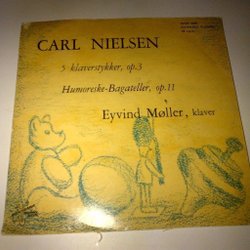 CARL NIELSEN
5 klaverstykker, op.3
Humoreske-Bagateller, op.11
Eyvind Møller, klaver